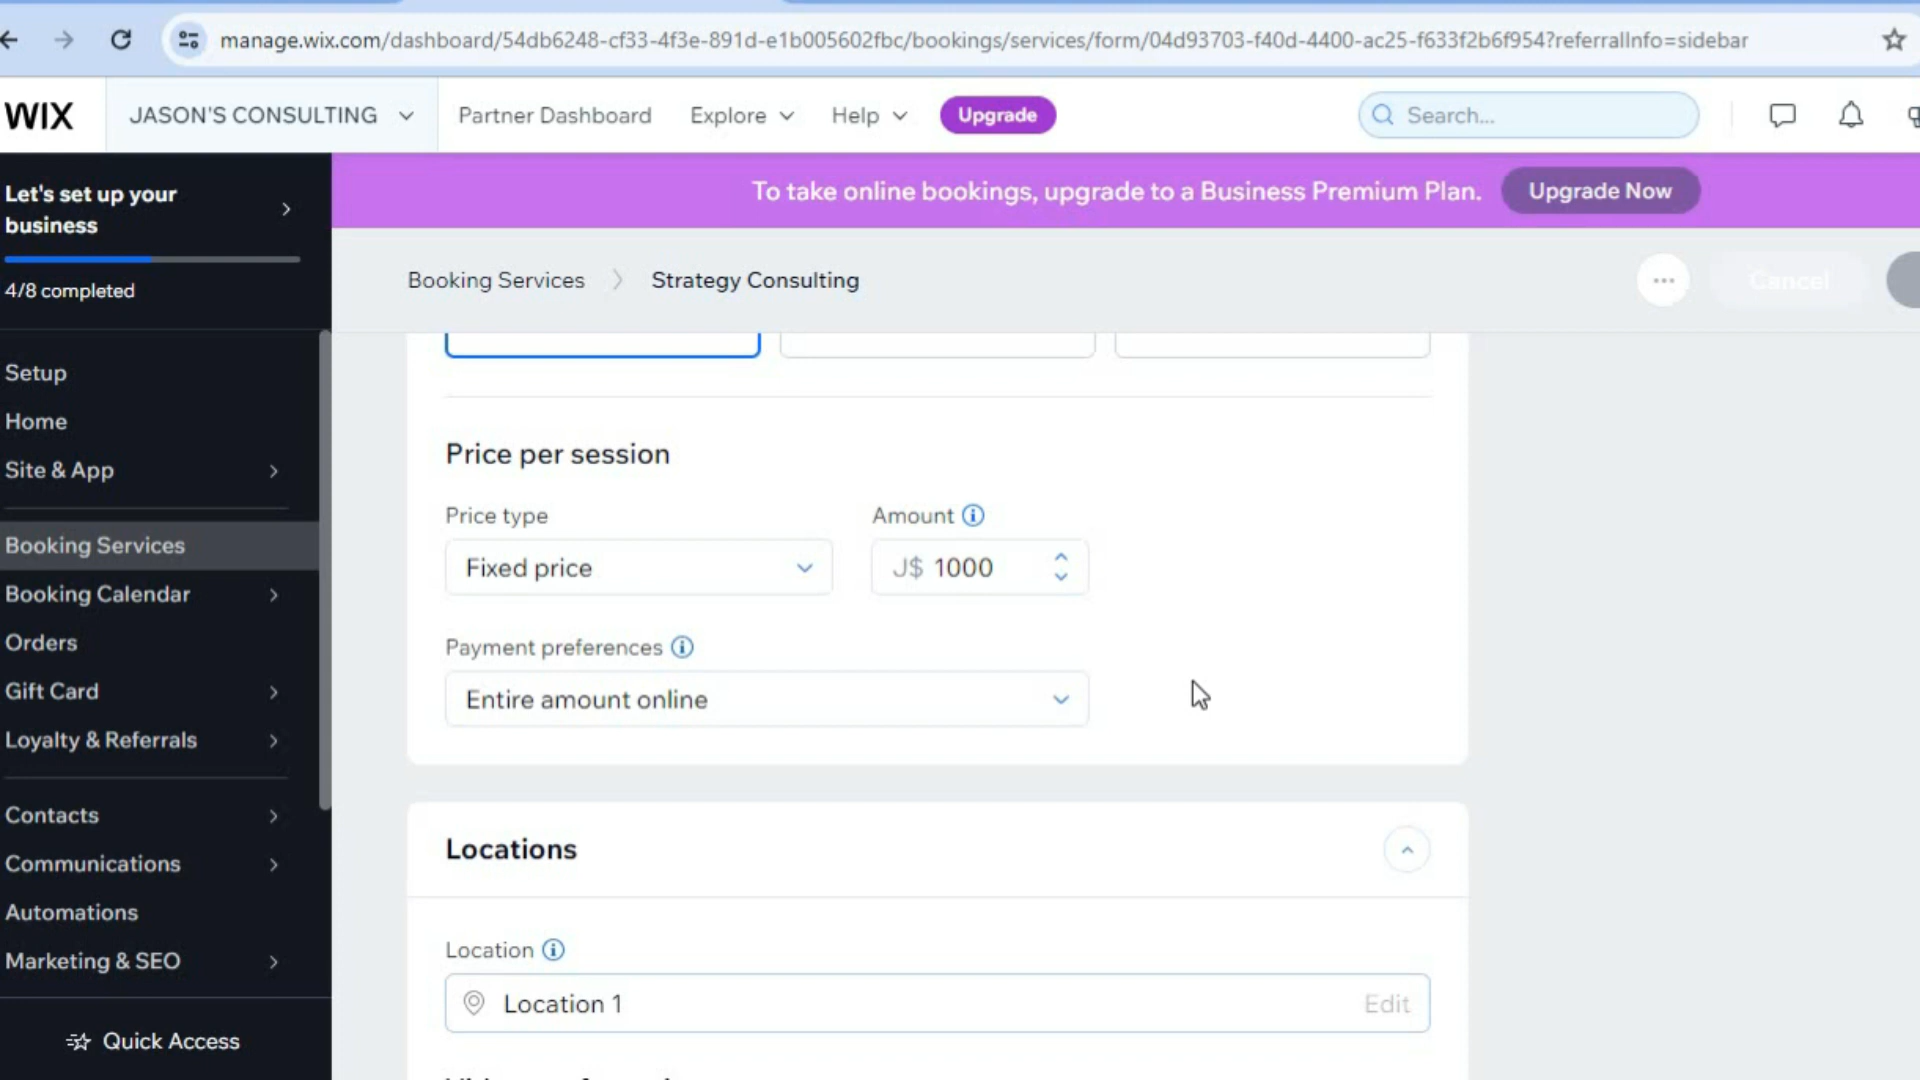 manage.wix.com/dashboard/54db6248-cf33-4f3e-891d-e1b005602fbc/bookings/services/form/04d93703-f40d-4400-ac25-f633f2b6f954?referralInfo=sidebar
WIX
JASON'S CONSULTING
Partner Dashboard
Explore
Help
Upgrade
Search...
Let's set up your
business
4/8 completed
To take online bookings, upgrade to a Business Premium Plan.
Upgrade Now
Booking Services
Strategy Consulting
Cancel
Setup
Home
Site & App
Booking Services
Booking Calendar
Orders
Gift Card
Loyalty & Referrals
Contacts
Communications
Automations
Marketing & SEO
Quick Access
Price per session
Price type
Amount
Fixed price
J$ 1000
Payment preferences
Entire amount online
Locations
Location
Location 1
Edit